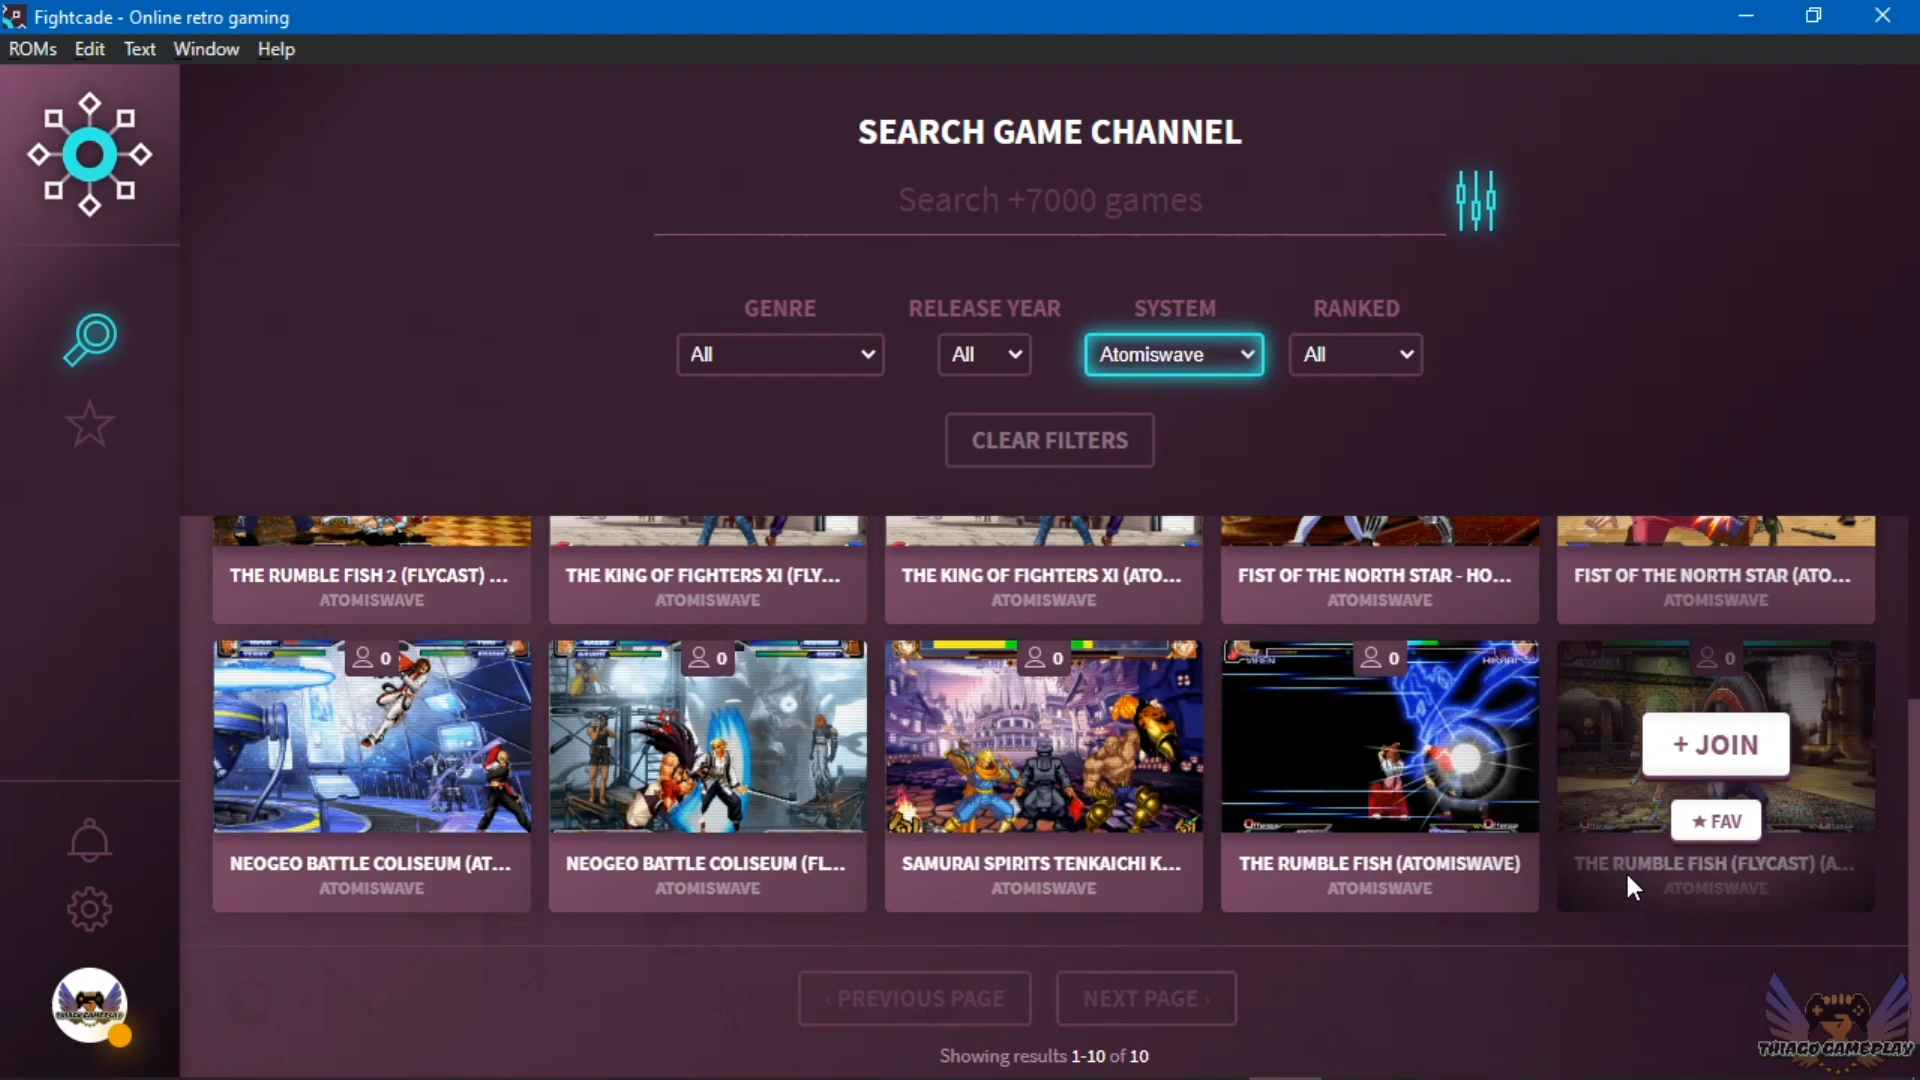 Fightcade - Online retro gaming
ROMs Edit Text Window Help
SEARCH GAME CHANNEL
Search +7000 games
GENRE RELEASE YEAR SYSTEM RANKED
All All Atomiswave All
CLEAR FILTERS
THE RUMBLE FISH 2 (FLYCAST) ... THE KING OF FIGHTERS XI (FLY... THE KING OF FIGHTERS XI (ATO... FIST OF THE NORTH STAR - HO... FIST OF THE NORTH STAR (ATO...
ATOMISWAVE ATOMISWAVE ATOMISWAVE ATOMISWAVE ATOMISWAVE
0 0 0 0 0
+ JOIN
★ FAV
NEOGEO BATTLE COLISEUM (AT... NEOGEO BATTLE COLISEUM (FL... SAMURAI SPIRITS TENKAICHI K... THE RUMBLE FISH (ATOMISWAVE) THE RUMBLE FISH (FLYCAST) (A...
ATOMISWAVE ATOMISWAVE ATOMISWAVE ATOMISWAVE ATOMISWAVE
‹ PREVIOUS PAGE NEXT PAGE ›
Showing results 1-10 of 10
THIAGO GAMEPLAY